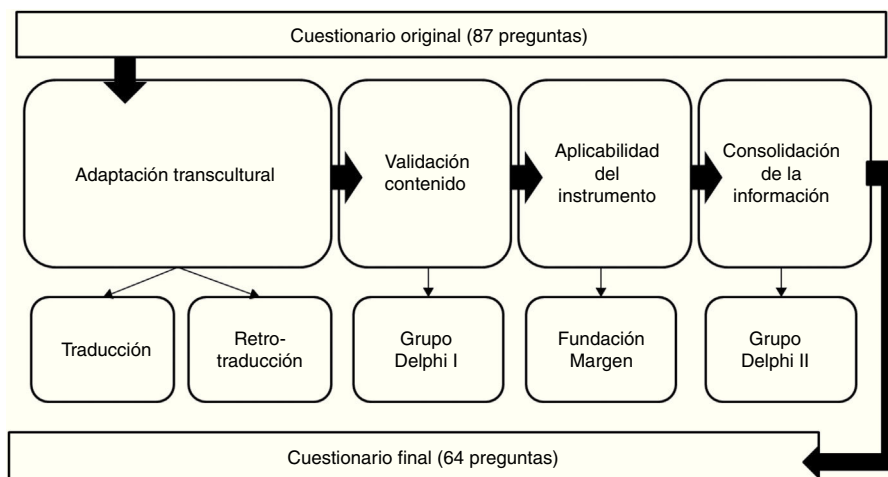 Cuestionario original (87 preguntas)
Adaptación transcultural
Validación
contenido
Aplicabilidad
del
instrumento
Consolidación
de la
información
Traducción
Retro-
traducción
Grupo
Delphi I
Fundación
Margen
Grupo
Delphi II
Cuestionario final (64 preguntas)